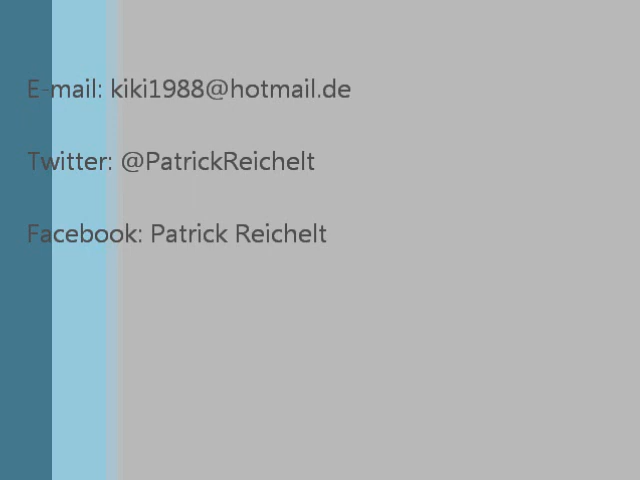 E-mail: kiki1988@hotmail.de
Twitter: @PatrickReichelt
Facebook: Patrick Reichelt